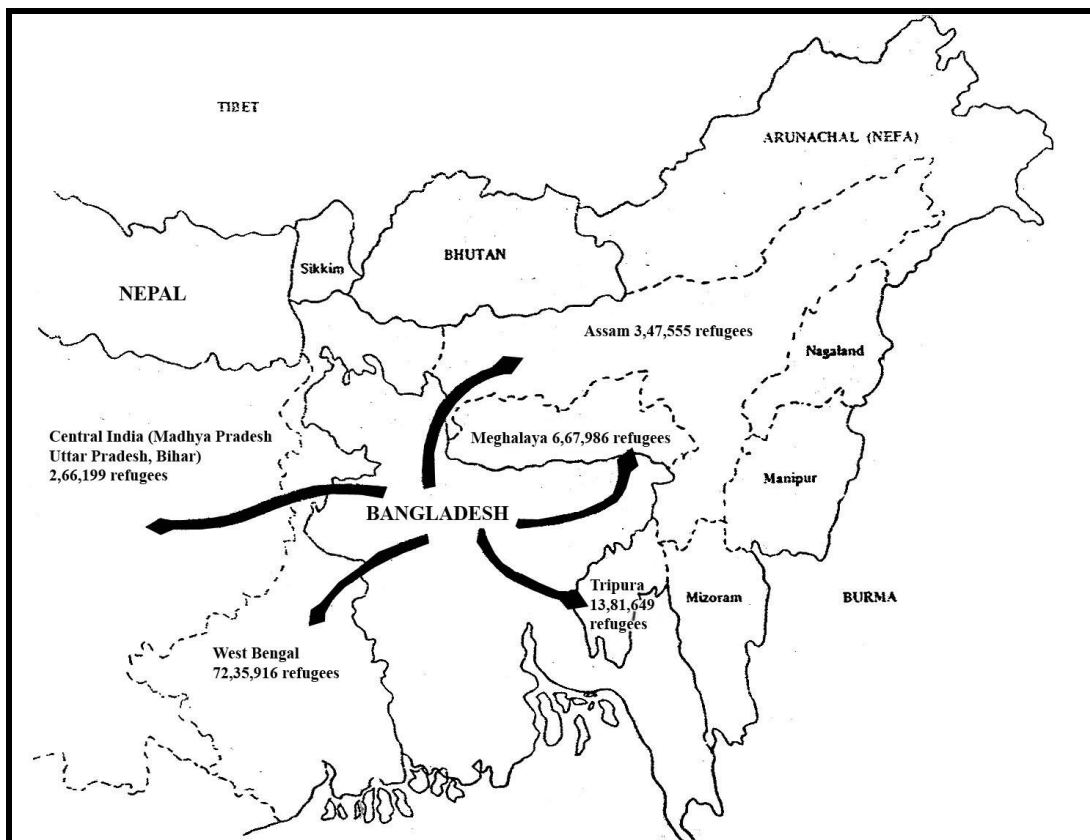 TIBET
ARUNACHAL (NEFA)
Sikkim
BHUTAN
NEPAL
Assam 3,47,555 refugees
Nagaland
Central India (Madhya Pradesh
Uttar Pradesh, Bihar)
2,66,199 refugees
Meghalaya 6,67,986 refugees
Manipur
BANGLADESH
Tripura
13,81,649
refugees
Mizoram
BURMA
West Bengal
72,35,916 refugees